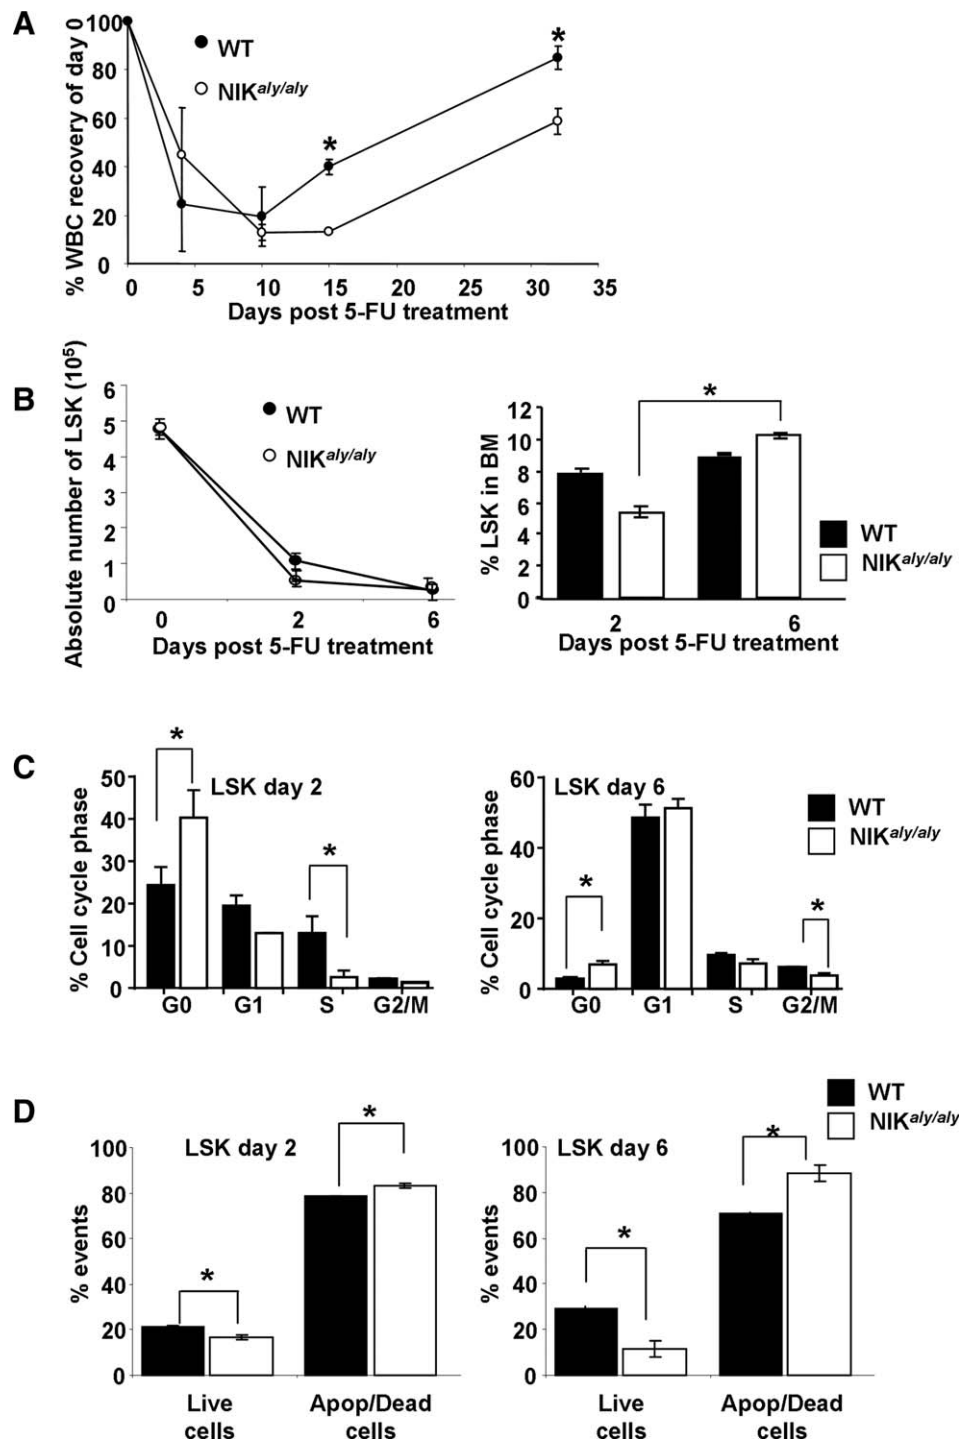 A
% WBC recovery of day 0
100
80
60
40
20
0
WT
NIKaly/aly
*
*
0 5 10 15 20 25 30 35
Days post 5-FU treatment
B
Absolute number of LSK (10⁵)
6
5
4
3
2
1
0
WT
NIKaly/aly
0 2 6
Days post 5-FU treatment
% LSK in BM
12
10
8
6
4
2
0
*
WT
NIKaly/aly
2 6
Days post 5-FU treatment
C
% Cell cycle phase
50
40
30
20
10
0
LSK day 2
*
*
G0 G1 S G2/M
% Cell cycle phase
60
40
20
0
LSK day 6
*
*
WT
NIKaly/aly
G0 G1 S G2/M
D
% events
100
80
60
40
20
0
LSK day 2
*
*
Live cells
Apop/Dead cells
% events
100
80
60
40
20
0
LSK day 6
*
*
WT
NIKaly/aly
Live cells
Apop/Dead cells